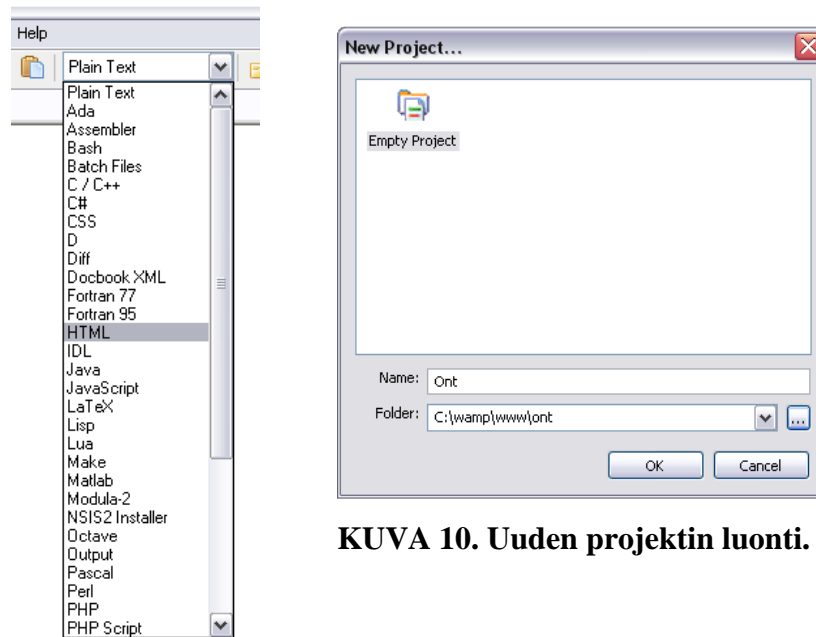 Help
Plain Text
Plain Text
Ada
Assembler
Bash
Batch Files
C / C++
C#
CSS
D
Diff
Docbook XML
Fortran 77
Fortran 95
HTML
IDL
Java
JavaScript
LaTeX
Lisp
Lua
Make
Matlab
Modula-2
NSIS2 Installer
Octave
Output
Pascal
Perl
PHP
PHP Script
New Project...
Empty Project
Name: Ont
Folder: C:\wamp\www\ont ...
OK Cancel
KUVA 10. Uuden projektin luonti.